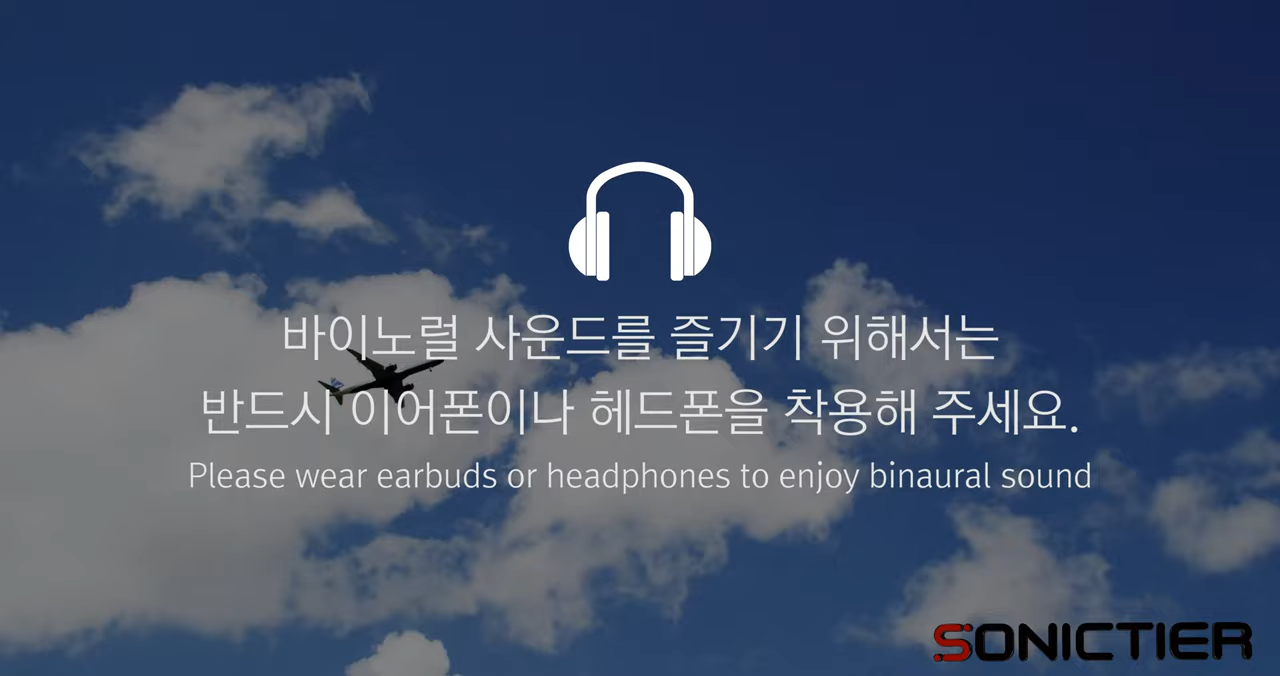 바이노럴 사운드를 즐기기 위해서는
반드시 이어폰이나 헤드폰을 착용해 주세요.
Please wear earbuds or headphones to enjoy binaural sound
SONICTIER